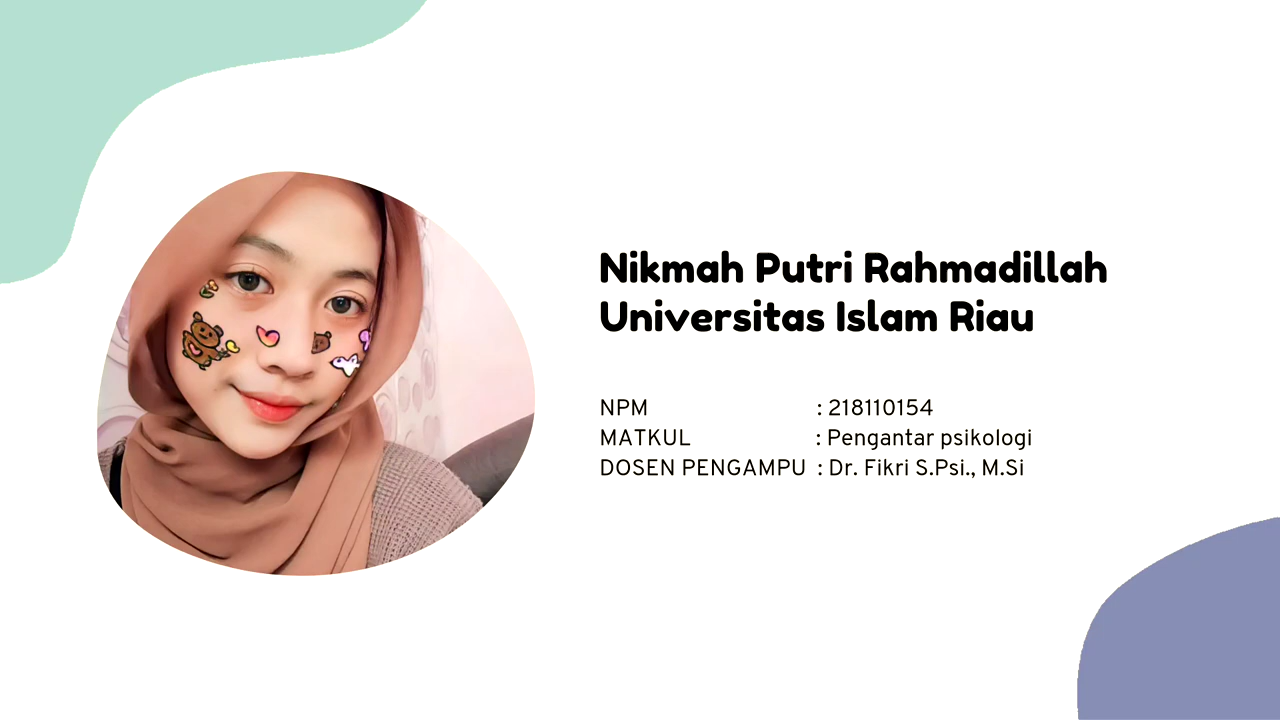 Nikmah Putri Rahmadillah
Universitas Islam Riau
NPM : 218110154
MATKUL : Pengantar psikologi
DOSEN PENGAMPU : Dr. Fikri S.Psi., M.Si